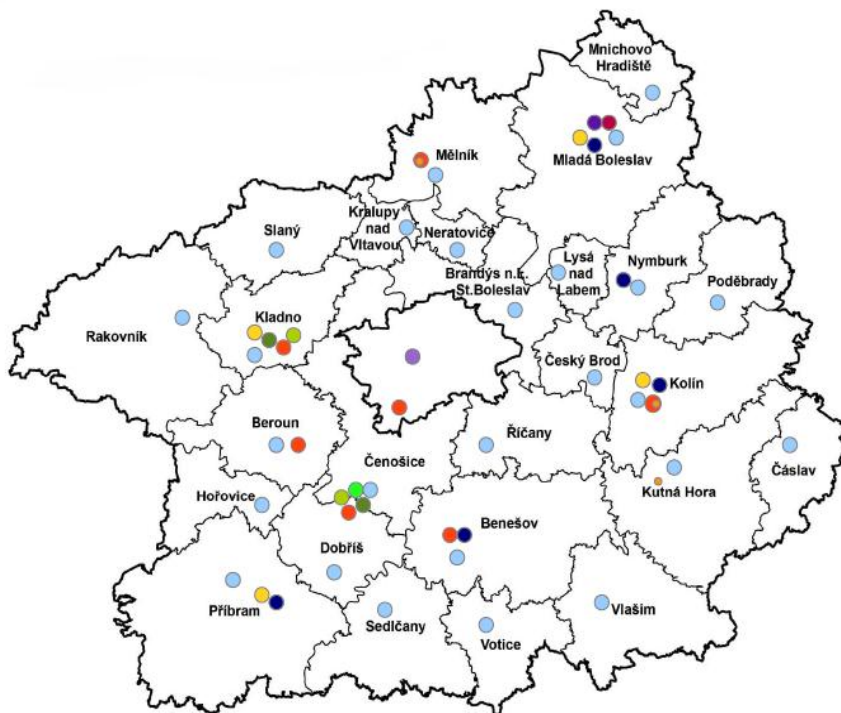 Mnichovo
Hradiště
Mladá Boleslav
Mělník
Kralupy
nad
Vltavou
Neratovice
Slaný
Brandýs n.L.
St.Boleslav
Lysá
nad
Labem
Nymburk
Poděbrady
Rakovník
Kladno
Český Brod
Kolín
Beroun
Čenošice
Říčany
Čáslav
Kutná Hora
Hořovice
Benešov
Dobříš
Příbram
Sedlčany
Votice
Vlašim